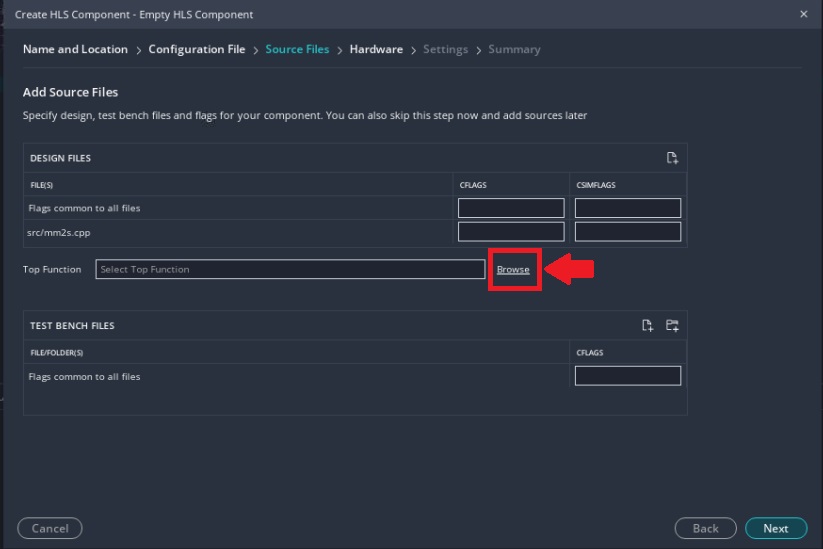 Create HLS Component - Empty HLS Component
Name and Location > Configuration File > Source Files > Hardware > Settings > Summary
Add Source Files
Specify design, test bench files and flags for your component. You can also skip this step now and add sources later
DESIGN FILES
FILE(S) CFLAGS CSIMFLAGS
Flags common to all files
src/mm2s.cpp
Top Function Select Top Function Browse
TEST BENCH FILES
FILE/FOLDER(S) CFLAGS
Flags common to all files
Cancel Back Next